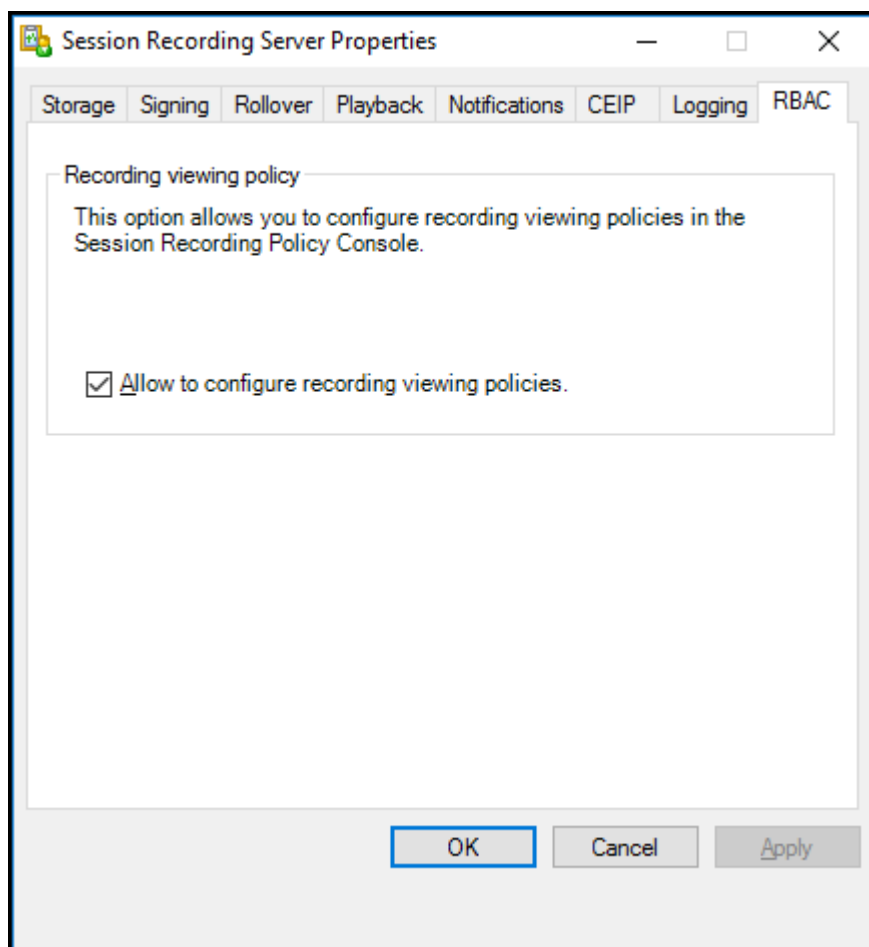 Session Recording Server Properties
Storage Signing Rollover Playback Notifications CEIP Logging RBAC
Recording viewing policy
This option allows you to configure recording viewing policies in the
Session Recording Policy Console.
Allow to configure recording viewing policies.
OK Cancel Apply